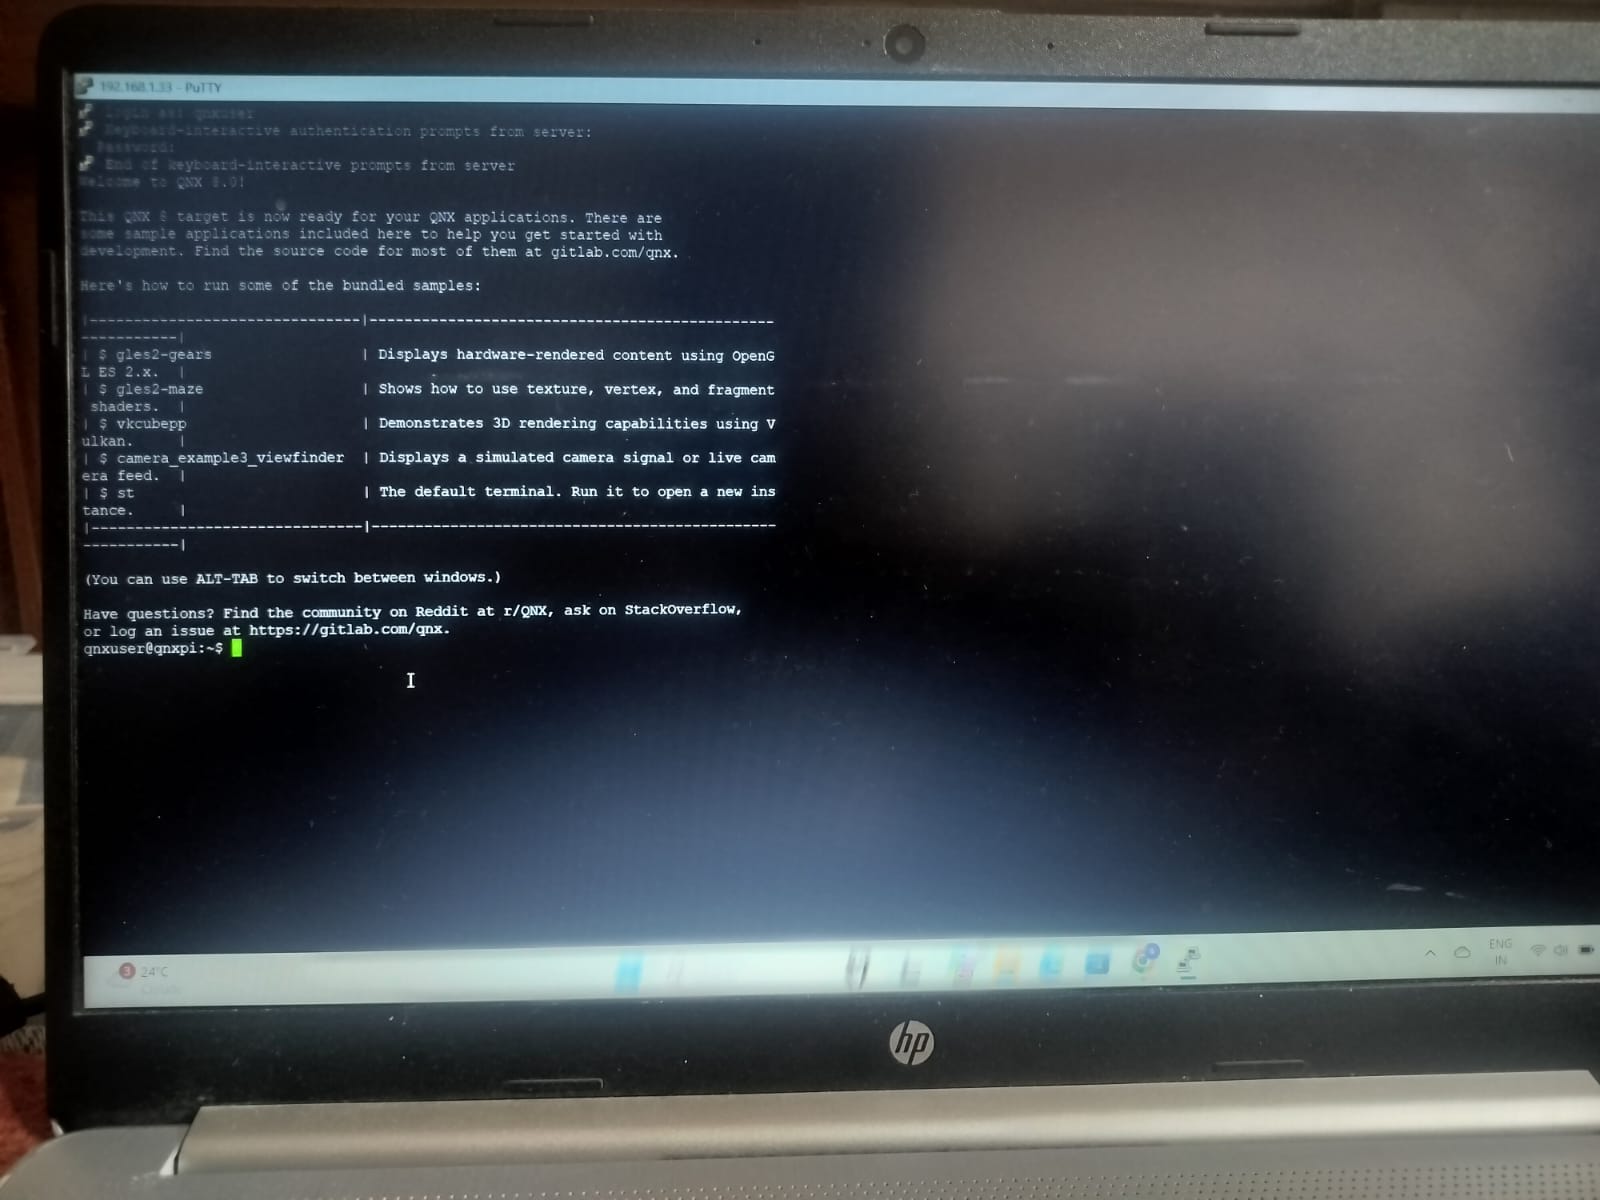 192.168.1.33 - PuTTY
login as: qnxuser
Keyboard-interactive authentication prompts from server:
Password:
End of keyboard-interactive prompts from server
Welcome to QNX 8.0!
This QNX 8 target is now ready for your QNX applications. There are
some sample applications included here to help you get started with
development. Find the source code for most of them at gitlab.com/qnx.
Here's how to run some of the bundled samples:
|-------------------------------|----------------------------------------------
-----------|
| $ gles2-gears                 | Displays hardware-rendered content using OpenG
L ES 2.x.  |
| $ gles2-maze                  | Shows how to use texture, vertex, and fragment
 shaders.  |
| $ vkcubepp                    | Demonstrates 3D rendering capabilities using V
ulkan.     |
| $ camera_example3_viewfinder  | Displays a simulated camera signal or live cam
era feed.  |
| $ st                          | The default terminal. Run it to open a new ins
tance.     |
|-------------------------------|----------------------------------------------
-----------|
(You can use ALT-TAB to switch between windows.)
Have questions? Find the community on Reddit at r/QNX, ask on StackOverflow,
or log an issue at https://gitlab.com/qnx.
qnxuser@qnxpi:~$
3
24°C
ENG
IN
hp